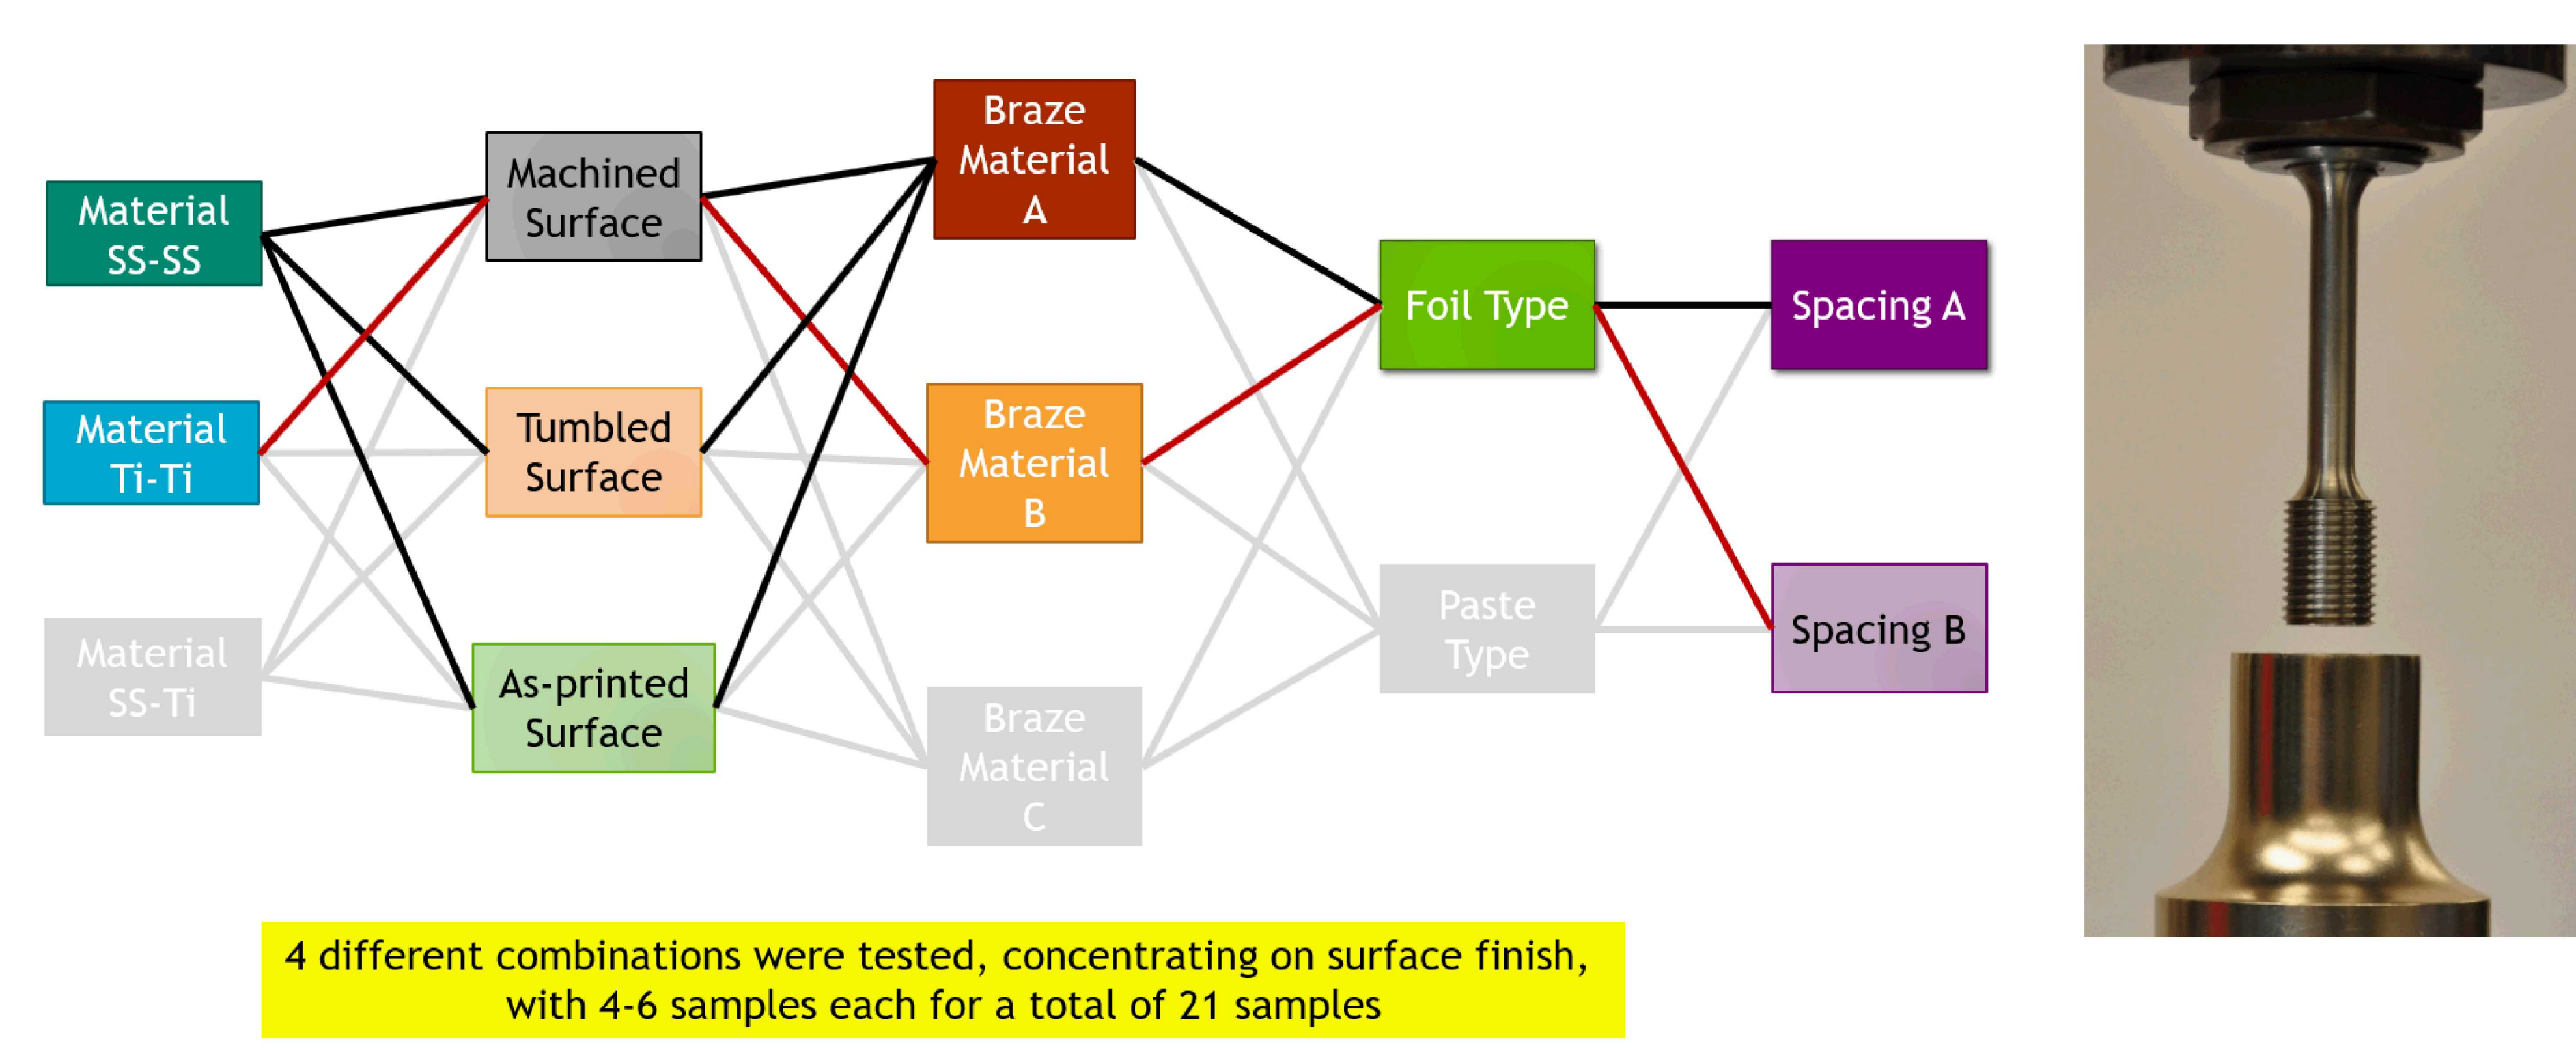 Material
SS-SS
Material
Ti-Ti
Material
SS-Ti
Machined
Surface
Tumbled
Surface
As-printed
Surface
Braze
Material
A
Braze
Material
B
Braze
Material
C
Foil Type
Paste
Type
Spacing A
Spacing B
4 different combinations were tested, concentrating on surface finish,
with 4-6 samples each for a total of 21 samples